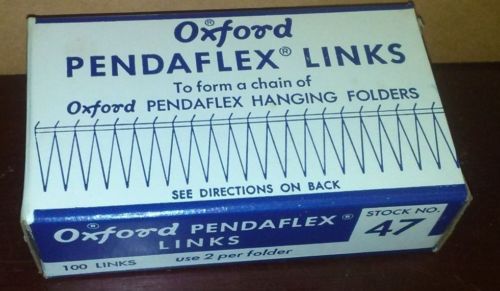 Oxford®
PENDAFLEX® LINKS
To form a chain of
Oxford PENDAFLEX HANGING FOLDERS
SEE DIRECTIONS ON BACK
Oxford® PENDAFLEX®
LINKS
STOCK NO.
47
100 LINKS use 2 per folder